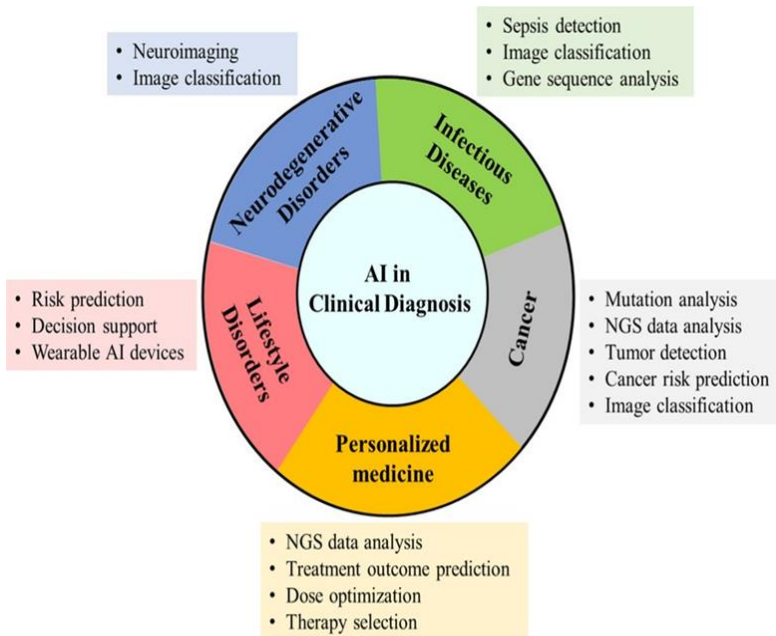 • Neuroimaging
• Image classification
• Sepsis detection
• Image classification
• Gene sequence analysis
Neurodegenerative
Disorders
Infectious
Diseases
AI in
Clinical Diagnosis
• Risk prediction
• Decision support
• Wearable AI devices
Lifestyle
Disorders
Cancer
• Mutation analysis
• NGS data analysis
• Tumor detection
• Cancer risk prediction
• Image classification
Personalized
medicine
• NGS data analysis
• Treatment outcome prediction
• Dose optimization
• Therapy selection